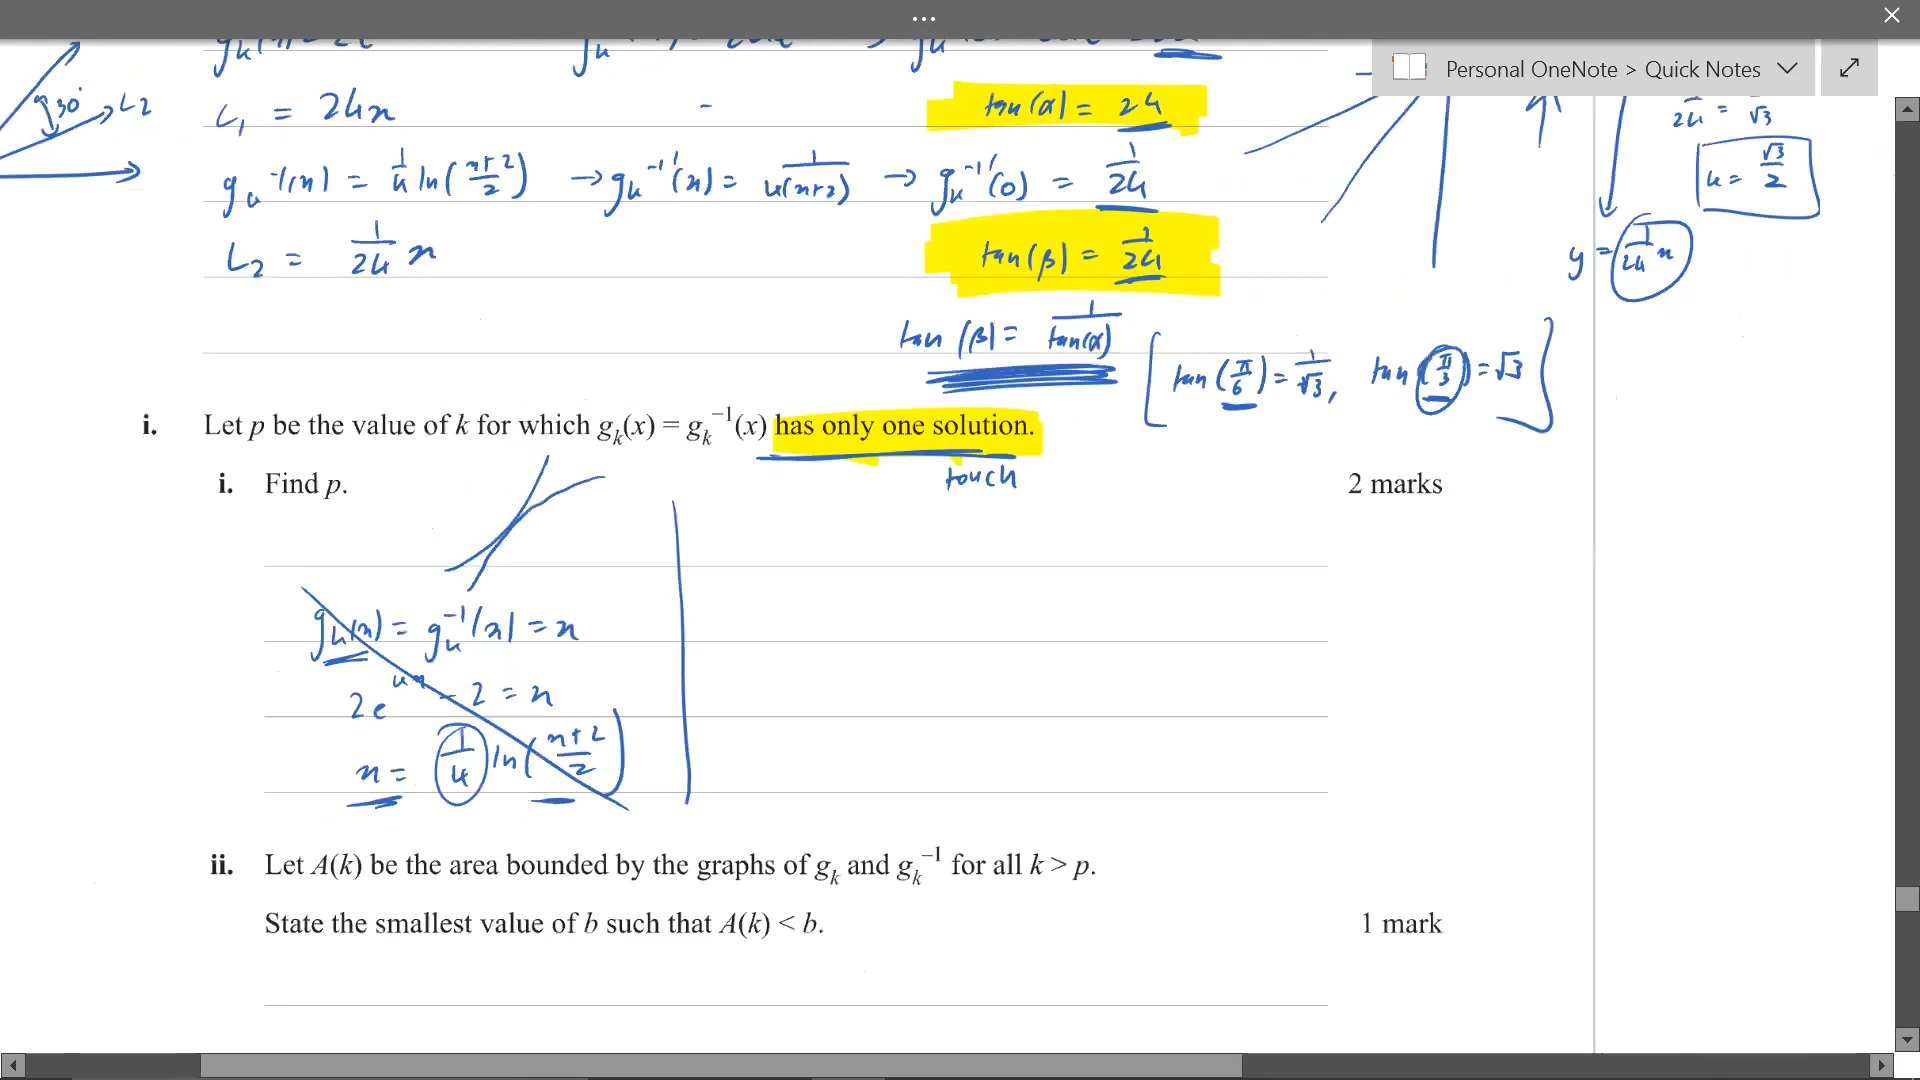 Personal OneNote > Quick Notes
30° L2
L1 = 2kx
tan(α) = 2k
gk⁻¹(x) = 1/k ln((x+2)/2) → gk⁻¹'(x) = 1/(k(x+2)) → gk⁻¹'(0) = 1/2k
L2 = 1/2k x
tan(β) = 1/2k
k = √3/2
y = 1/2k x
tan(β) = 1/tan(α)
[tan(π/6) = 1/√3, tan(π/3) = √3]
i. Let p be the value of k for which gk(x) = gk⁻¹(x) has only one solution.
touch
i. Find p. 2 marks
gk(x) = gk⁻¹(x) = x
2e^kx - 2 = x
x = 1/k ln((x+2)/2)
ii. Let A(k) be the area bounded by the graphs of gk and gk⁻¹ for all k > p.
State the smallest value of b such that A(k) < b. 1 mark